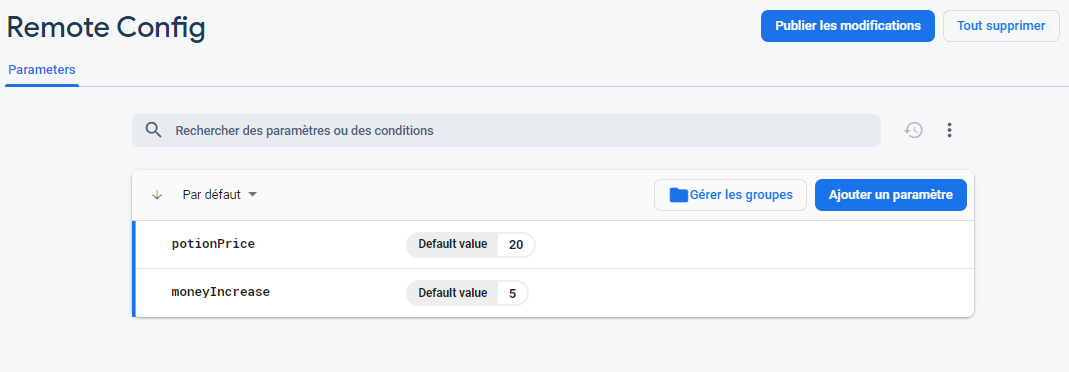 Remote Config
Publier les modifications
Tout supprimer
Parameters
Rechercher des paramètres ou des conditions
Par défaut
Gérer les groupes
Ajouter un paramètre
potionPrice
Default value 20
moneyIncrease
Default value 5